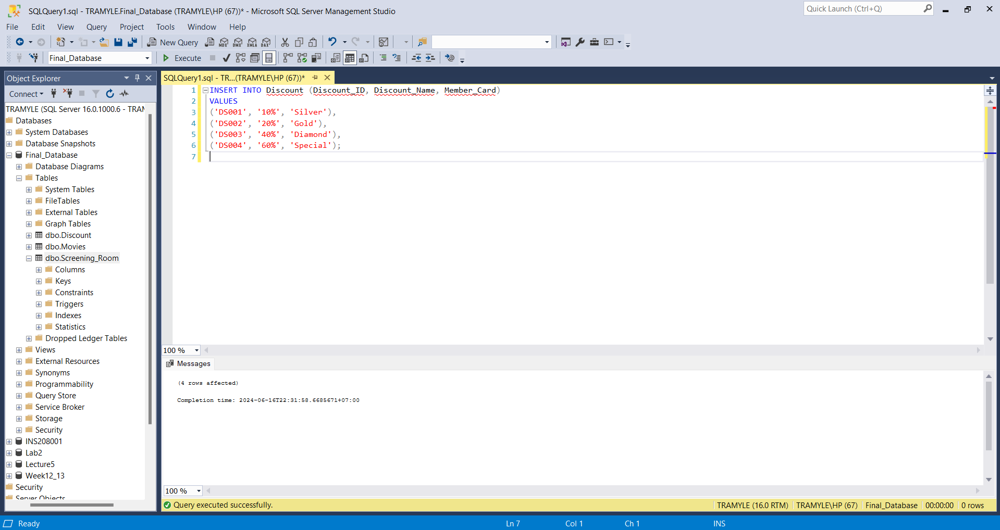 SQLQuery1.sql - TRAMYLE.Final_Database (TRAMYLE\HP (67))* - Microsoft SQL Server Management Studio
Quick Launch (Ctrl+Q)
File Edit View Query Project Tools Window Help
New Query MDX DMX XMLA DAX
Final_Database Execute
Object Explorer
Connect
TRAMYLE (SQL Server 16.0.1000.6 - TRAM
Databases
System Databases
Database Snapshots
Final_Database
Database Diagrams
Tables
System Tables
FileTables
External Tables
Graph Tables
dbo.Discount
dbo.Movies
dbo.Screening_Room
Columns
Keys
Constraints
Triggers
Indexes
Statistics
Dropped Ledger Tables
Views
External Resources
Synonyms
Programmability
Query Store
Service Broker
Storage
Security
INS208001
Lab2
Lecture5
Week12_13
Security
Server Objects
SQLQuery1.sql - TR...(TRAMYLE\HP (67))*
1 INSERT INTO Discount (Discount_ID, Discount_Name, Member_Card)
2 VALUES
3 ('DS001', '10%', 'Silver'),
4 ('DS002', '20%', 'Gold'),
5 ('DS003', '40%', 'Diamond'),
6 ('DS004', '60%', 'Special');
7
100 %
Messages
(4 rows affected)
Completion time: 2024-06-16T22:31:58.6685671+07:00
100 %
Query executed successfully. TRAMYLE (16.0 RTM) TRAMYLE\HP (67) Final_Database 00:00:00 0 rows
Ready Ln 7 Col 1 Ch 1 INS